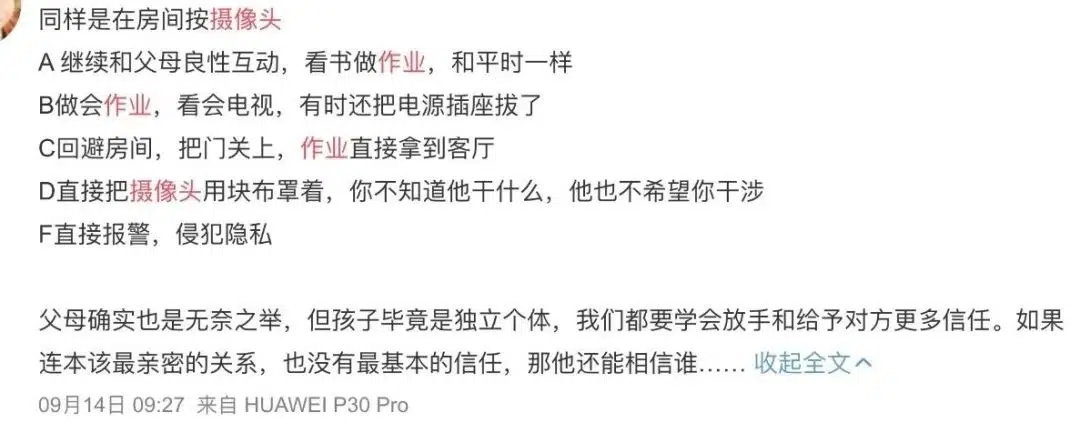 同样是在房间按摄像头
A 继续和父母良性互动，看书做作业，和平时一样
B做会作业，看会电视，有时还把电源插座拔了
C回避房间，把门关上，作业直接拿到客厅
D直接把摄像头用块布罩着，你不知道他干什么，他也不希望你干涉
F直接报警，侵犯隐私
父母确实也是无奈之举，但孩子毕竟是独立个体，我们都要学会放手和给予对方更多信任。如果
连本该最亲密的关系，也没有最基本的信任，那他还能相信谁…… 收起全文
09月14日 09:27 来自 HUAWEI P30 Pro